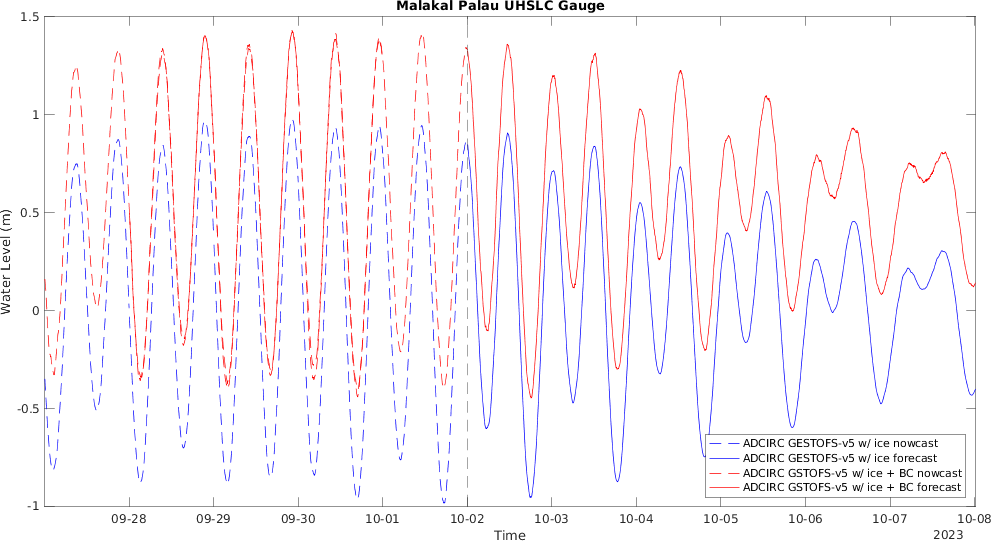 Malakal Palau UHSLC Gauge
1.5
1
0.5
0
-0.5
-1
Water Level (m)
ADCIRC GESTOFS-v5 w/ ice nowcast
ADCIRC GESTOFS-v5 w/ ice forecast
ADCIRC GSTOFS-v5 w/ ice + BC nowcast
ADCIRC GSTOFS-v5 w/ ice + BC forecast
09-28 09-29 09-30 10-01 10-02 10-03 10-04 10-05 10-06 10-07 10-08
Time
2023